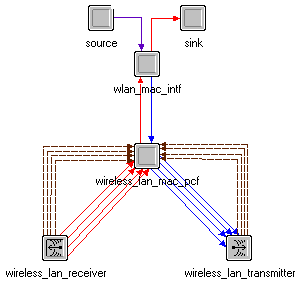 source
sink
wlan_mac_intf
wireless_lan_mac_pcf
wireless_lan_receiver
wireless_lan_transmitter